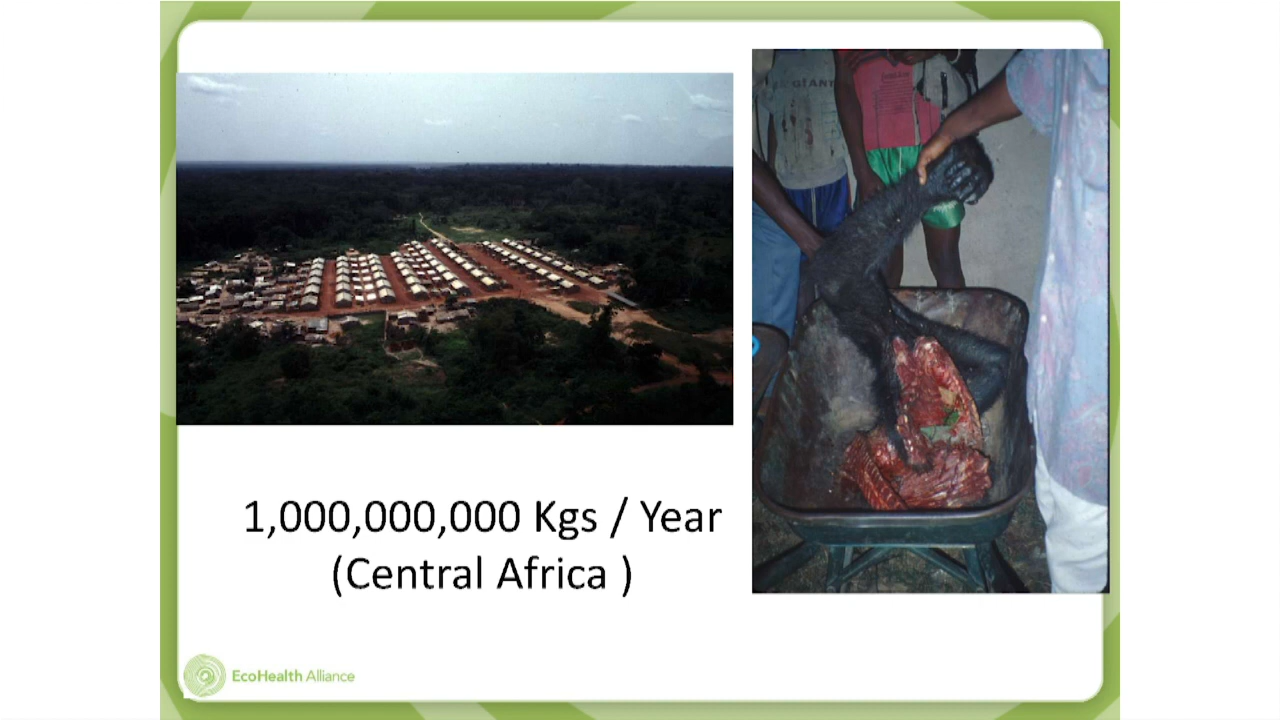 1,000,000,000 Kgs / Year
(Central Africa )
EcoHealth Alliance